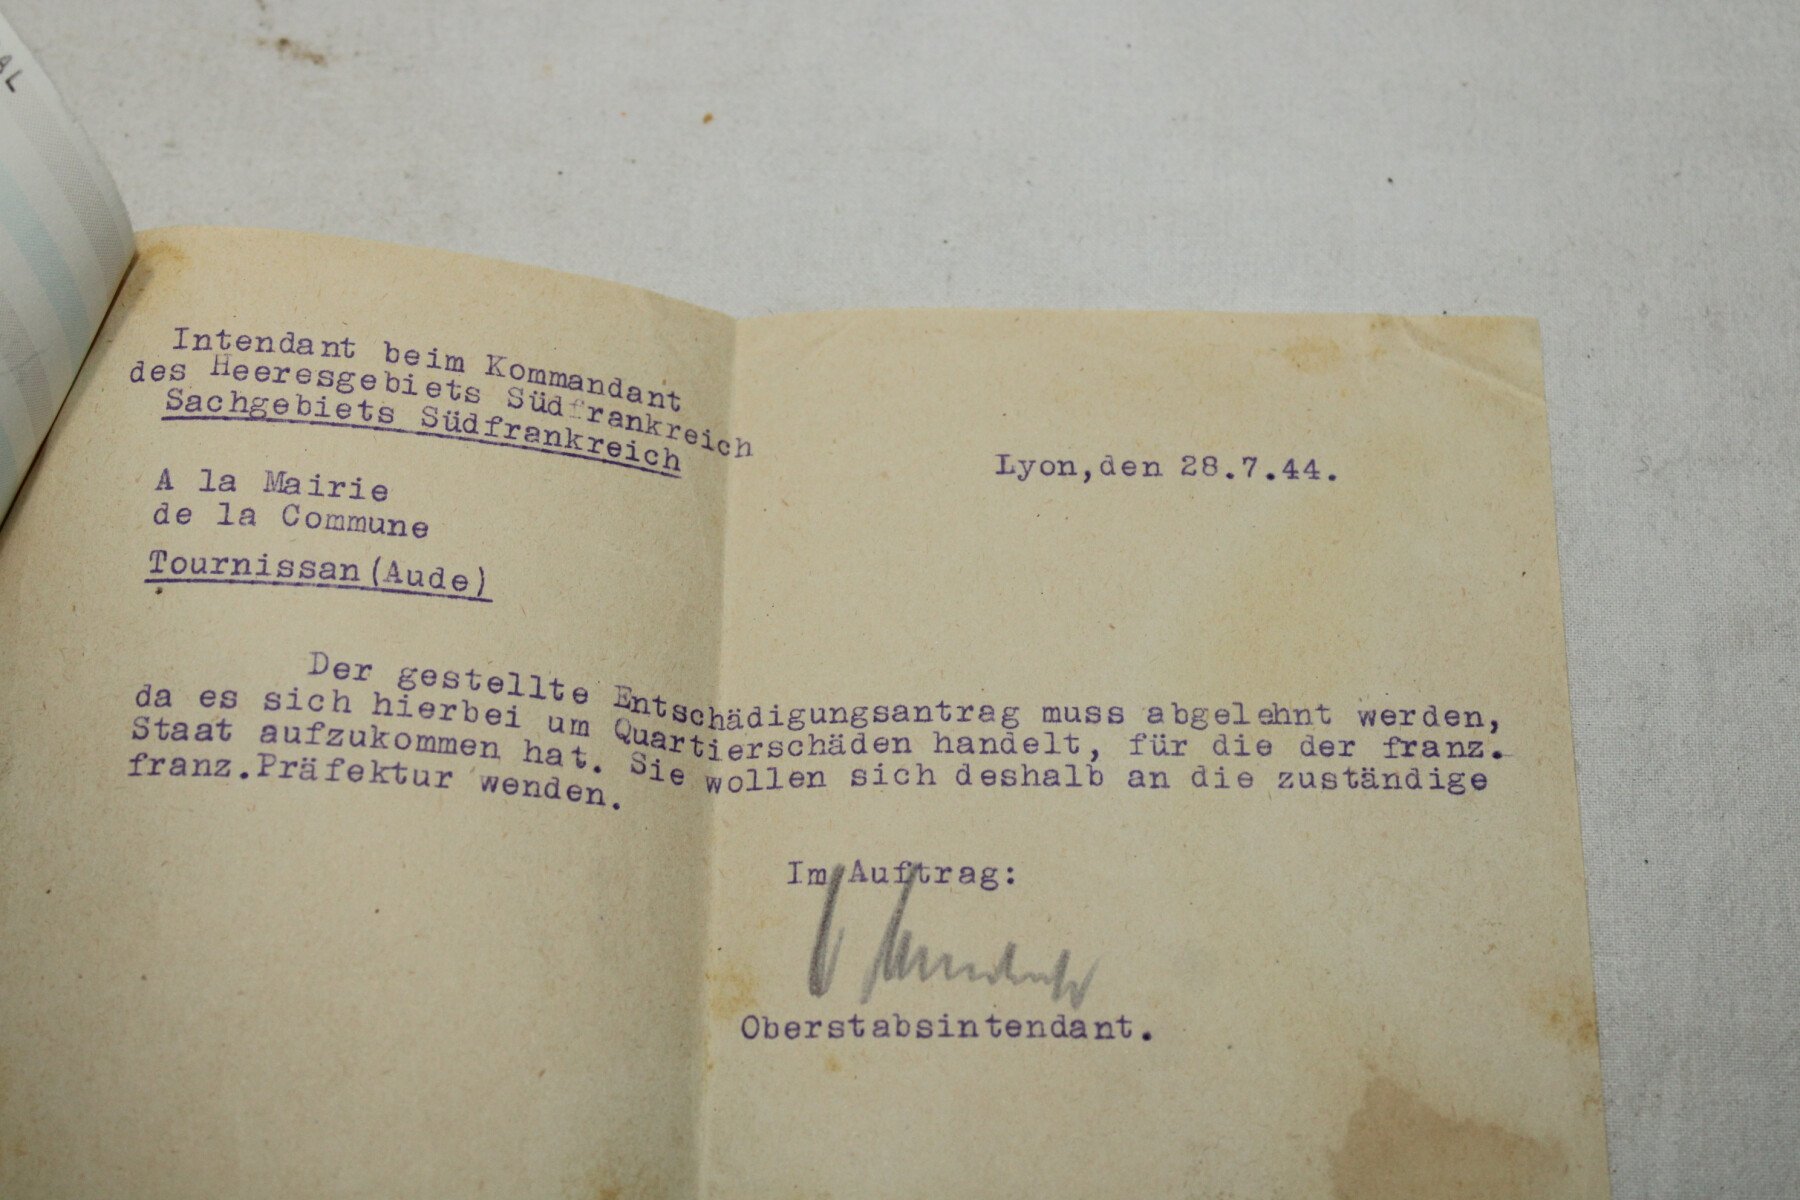 Intendant beim Kommandant
des Heeresgebiets Südfrankreich
Sachgebiets Südfrankreich
Lyon,den 28.7.44.
A la Mairie
de la Commune
Tournissan(Aude)
Der gestellte Entschädigungsantrag muss abgelehnt werden,
da es sich hierbei um Quartierschäden handelt, für die der franz.
Staat aufzukommen hat. Sie wollen sich deshalb an die zuständige
franz.Präfektur wenden.
Im Auftrag:
Oberstabsintendant.